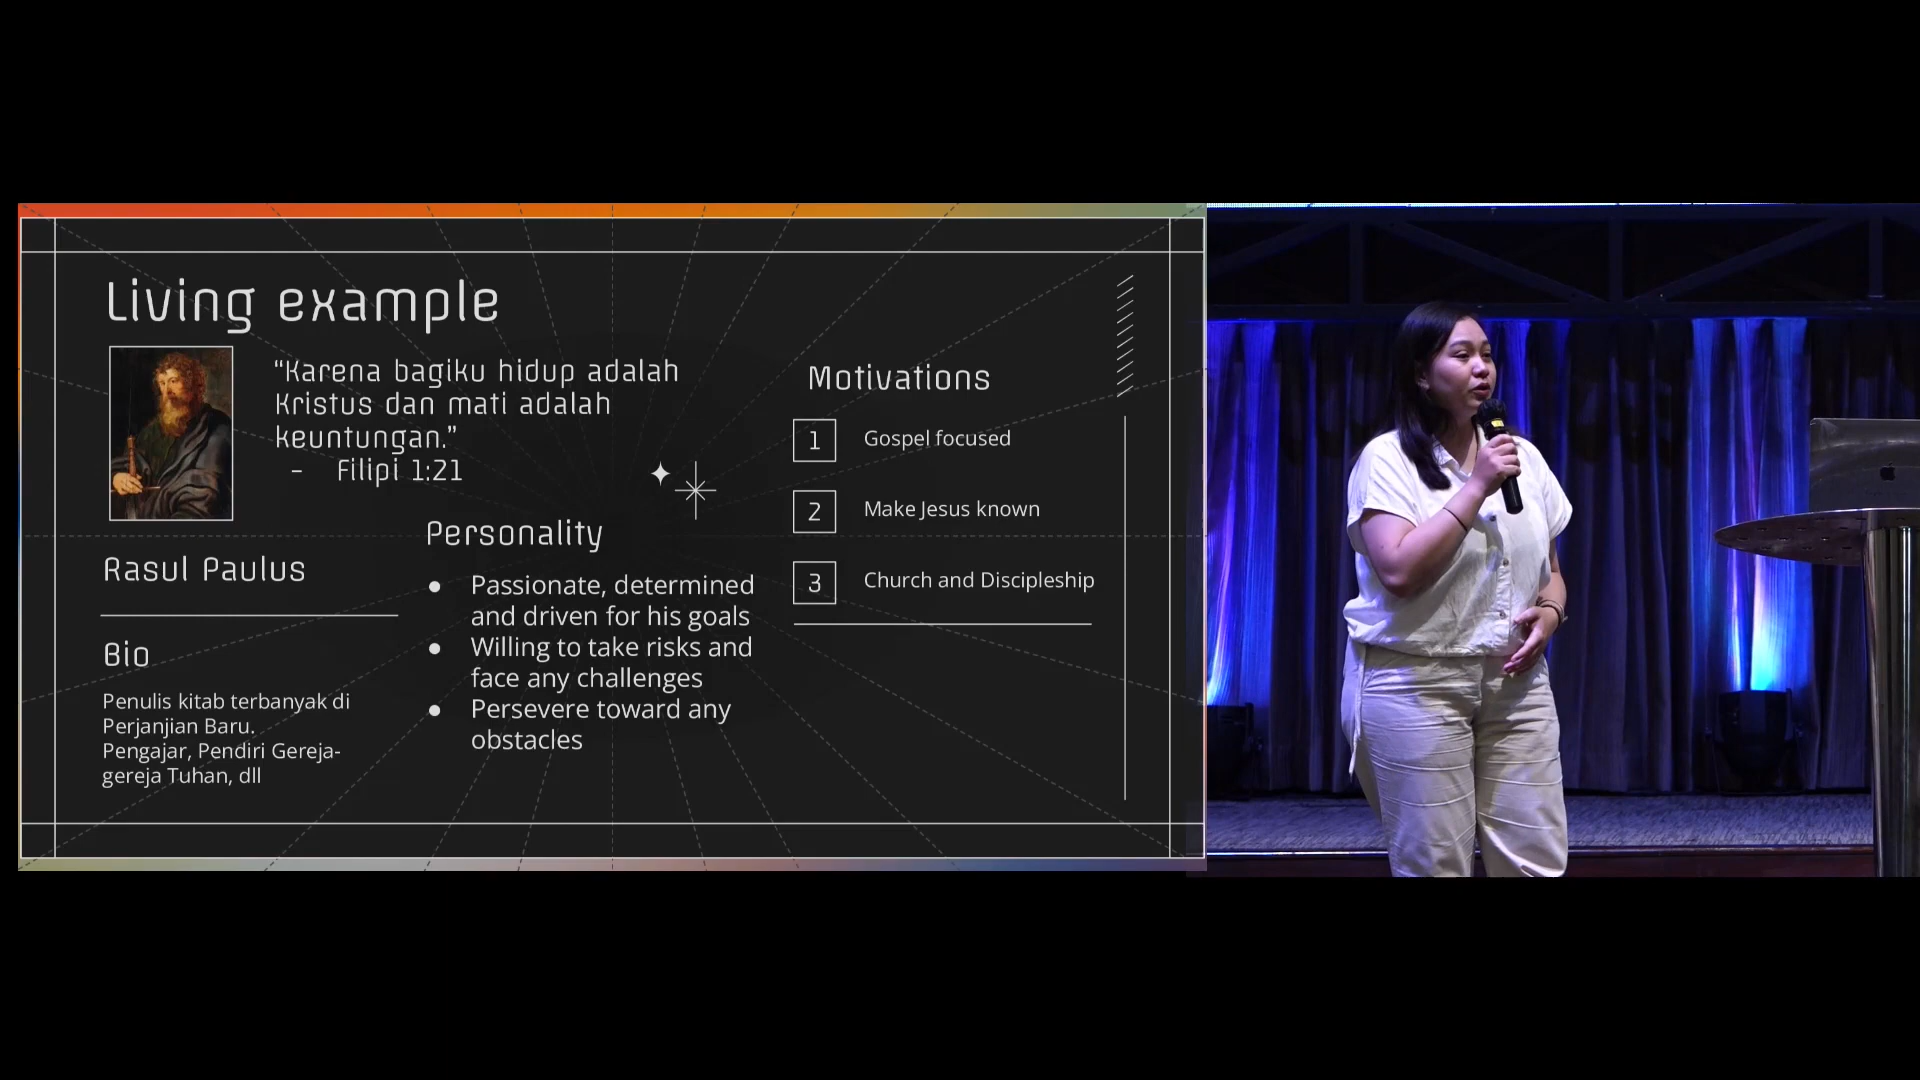 Living example
“Karena bagiku hidup adalah
Kristus dan mati adalah
keuntungan.”
- Filipi 1:21
Rasul Paulus
Bio
Penulis kitab terbanyak di
Perjanjian Baru.
Pengajar, Pendiri Gereja-
gereja Tuhan, dll
Personality
● Passionate, determined
and driven for his goals
● Willing to take risks and
face any challenges
● Persevere toward any
obstacles
Motivations
1 Gospel focused
2 Make Jesus known
3 Church and Discipleship